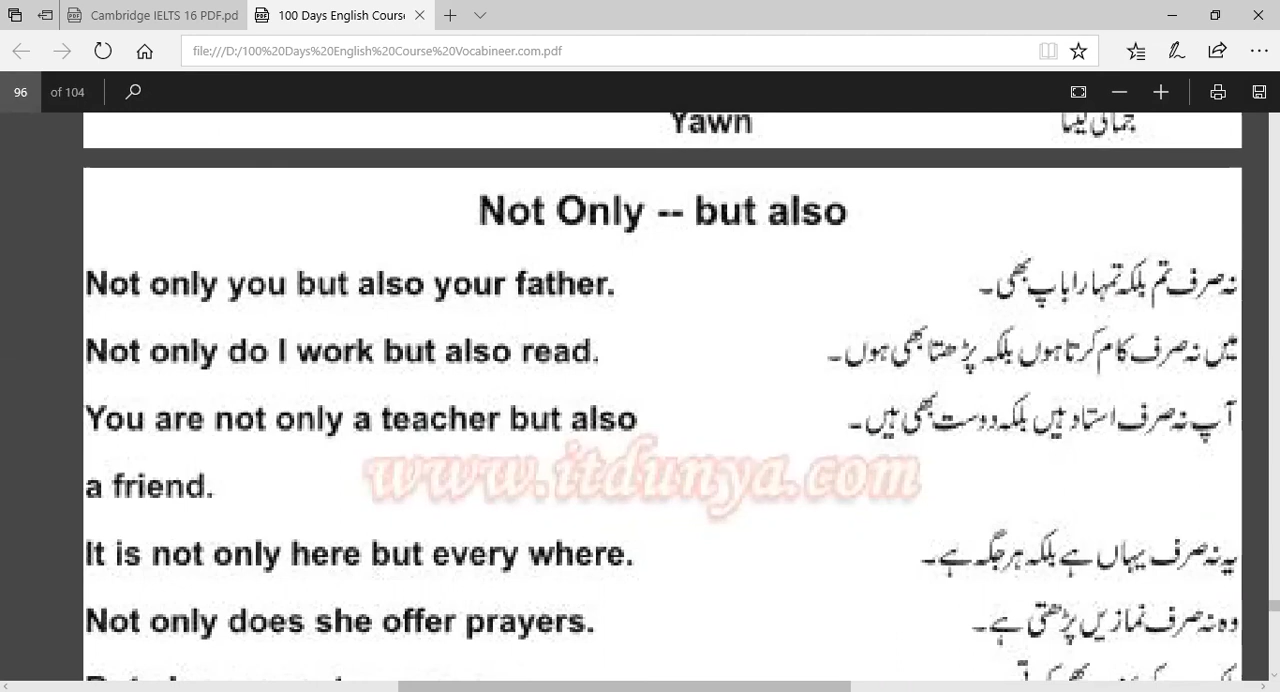 Cambridge IELTS 16 PDF.pd
100 Days English Cours
file:///D:/100%20Days%20English%20Course%20Vocabineer.com.pdf
96 of 104
Yawn جمائی لینا
Not Only -- but also
Not only you but also your father. نہ صرف تم بلکہ تمہارا باپ بھی۔
Not only do I work but also read. میں نہ صرف کام کرتا ہوں بلکہ پڑھتا بھی ہوں۔
You are not only a teacher but also آپ نہ صرف استاد ہیں بلکہ دوست بھی ہیں۔
a friend.
www.itdunya.com
It is not only here but every where. یہ نہ صرف یہاں ہے بلکہ ہر جگہ ہے۔
Not only does she offer prayers. وہ نہ صرف نمازیں پڑھتی ہے۔